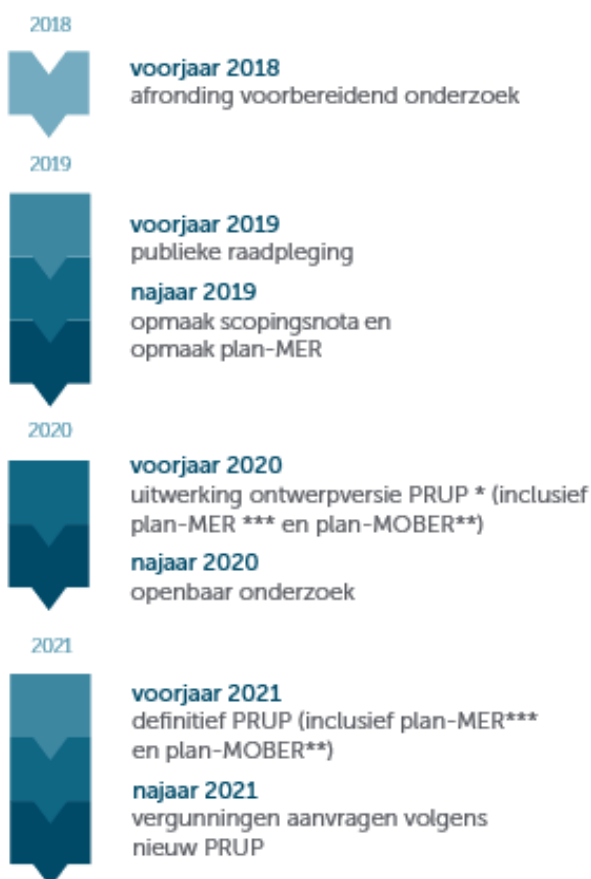 2018
voorjaar 2018
afronding voorbereidend onderzoek
2019
voorjaar 2019
publieke raadpleging
najaar 2019
opmaak scopingsnota en
opmaak plan-MER
2020
voorjaar 2020
uitwerking ontwerpversie PRUP * (inclusief
plan-MER *** en plan-MOBER**)
najaar 2020
openbaar onderzoek
2021
voorjaar 2021
definitief PRUP (inclusief plan-MER***
en plan-MOBER**)
najaar 2021
vergunningen aanvragen volgens
nieuw PRUP